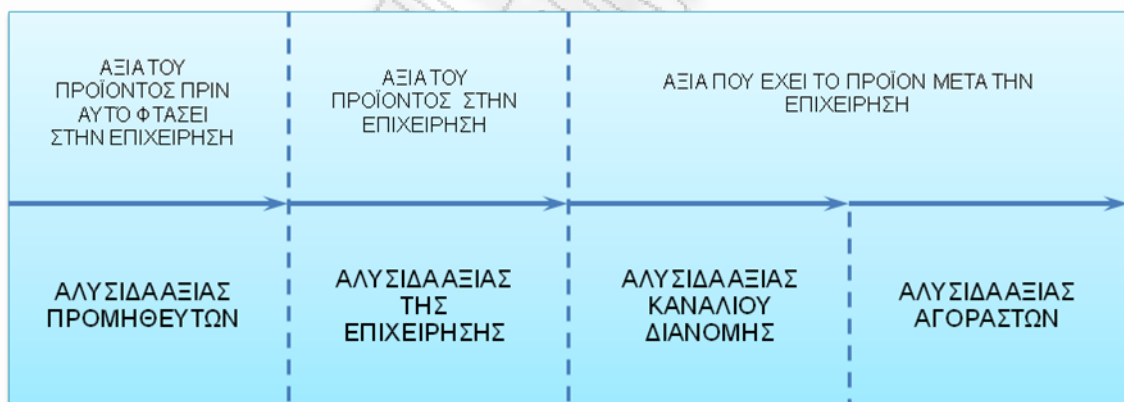 ΑΞΙΑ ΤΟΥ
ΠΡΟΪΟΝΤΟΣ ΠΡΙΝ
ΑΥΤΌ ΦΤΑΣΕΙ
ΣΤΗΝ ΕΠΙΧΕΙΡΗΣΗ
ΑΞΙΑ ΤΟΥ
ΠΡΟΪΟΝΤΟΣ ΣΤΗΝ
ΕΠΙΧΕΙΡΗΣΗ
ΑΞΙΑ ΠΟΥ ΕΧΕΙ ΤΟ ΠΡΟΪΟΝ ΜΕΤΑ ΤΗΝ
ΕΠΙΧΕΙΡΗΣΗ
ΑΛΥΣΙΔΑ ΑΞΙΑΣ
ΠΡΟΜΗΘΕΥΤΩΝ
ΑΛΥΣΙΔΑ ΑΞΙΑΣ
ΤΗΣ
ΕΠΙΧΕΙΡΗΣΗΣ
ΑΛΥΣΙΔΑ ΑΞΙΑΣ
ΚΑΝΑΛΙΟΥ
ΔΙΑΝΟΜΗΣ
ΑΛΥΣΙΔΑ ΑΞΙΑΣ
ΑΓΟΡΑΣΤΩΝ